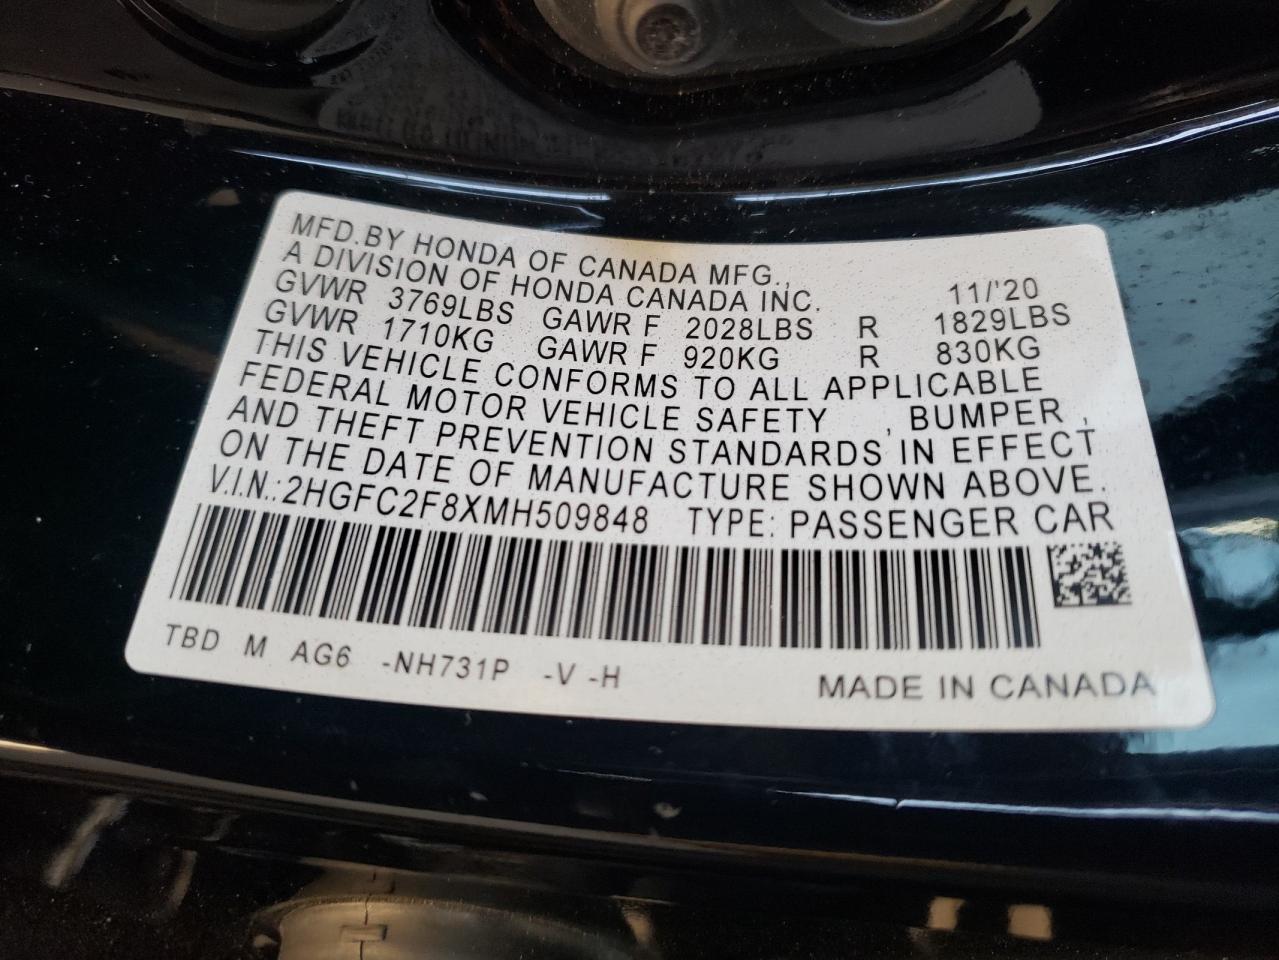 MFD.BY HONDA OF CANADA MFG.,
A DIVISION OF HONDA CANADA INC. 11/'20
GVWR 3769LBS GAWR F 2028LBS R 1829LBS
GVWR 1710KG GAWR F 920KG R 830KG
THIS VEHICLE CONFORMS TO ALL APPLICABLE
FEDERAL MOTOR VEHICLE SAFETY , BUMPER ,
AND THEFT PREVENTION STANDARDS IN EFFECT
ON THE DATE OF MANUFACTURE SHOWN ABOVE.
V.I.N.:2HGFC2F8XMH509848 TYPE: PASSENGER CAR
TBD M AG6 -NH731P -V -H MADE IN CANADA